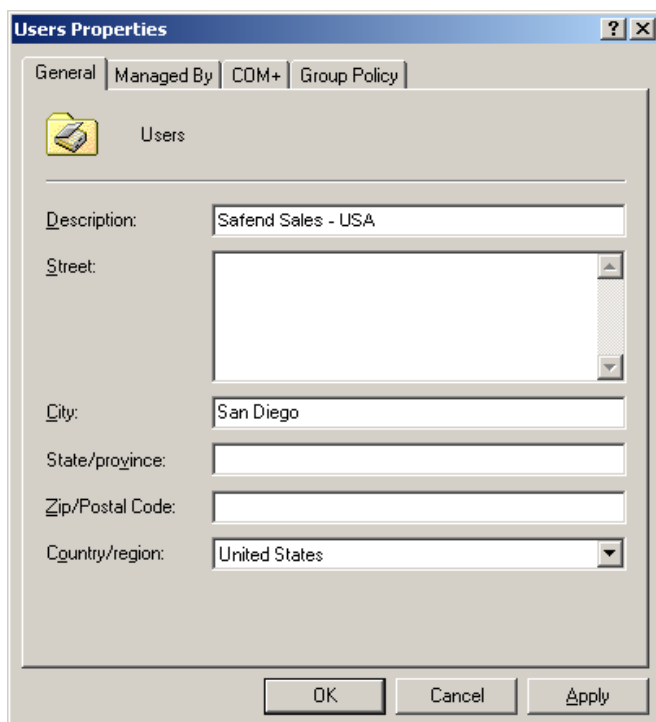 Users Properties
General Managed By COM+ Group Policy
Users
Description: Safend Sales - USA
Street:
City: San Diego
State/province:
Zip/Postal Code:
Country/region: United States
OK Cancel Apply